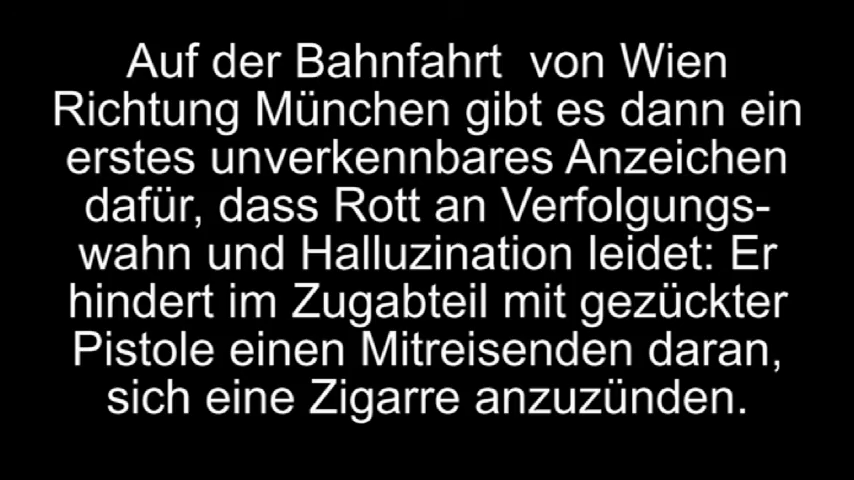 Auf der Bahnfahrt  von Wien
Richtung München gibt es dann ein
erstes unverkennbares Anzeichen
dafür, dass Rott an Verfolgungs-
wahn und Halluzination leidet: Er
hindert im Zugabteil mit gezückter
Pistole einen Mitreisenden daran,
sich eine Zigarre anzuzünden.